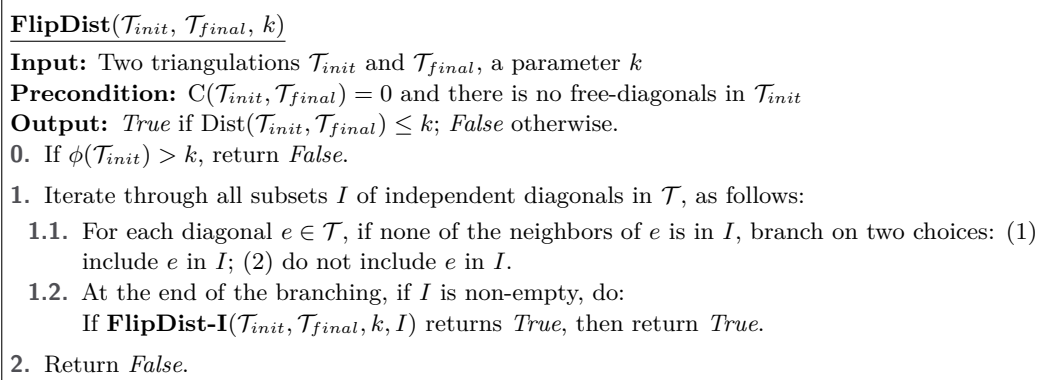 FlipDist(𝒯init, 𝒯final, k)
Input: Two triangulations 𝒯init and 𝒯final, a parameter k
Precondition: C(𝒯init, 𝒯final) = 0 and there is no free-diagonals in 𝒯init
Output: True if Dist(𝒯init, 𝒯final) ≤ k; False otherwise.
0. If ϕ(𝒯init) > k, return False.
1. Iterate through all subsets I of independent diagonals in 𝒯, as follows:
1.1. For each diagonal e ∈ 𝒯, if none of the neighbors of e is in I, branch on two choices: (1)
include e in I; (2) do not include e in I.
1.2. At the end of the branching, if I is non-empty, do:
If FlipDist-I(𝒯init, 𝒯final, k, I) returns True, then return True.
2. Return False.